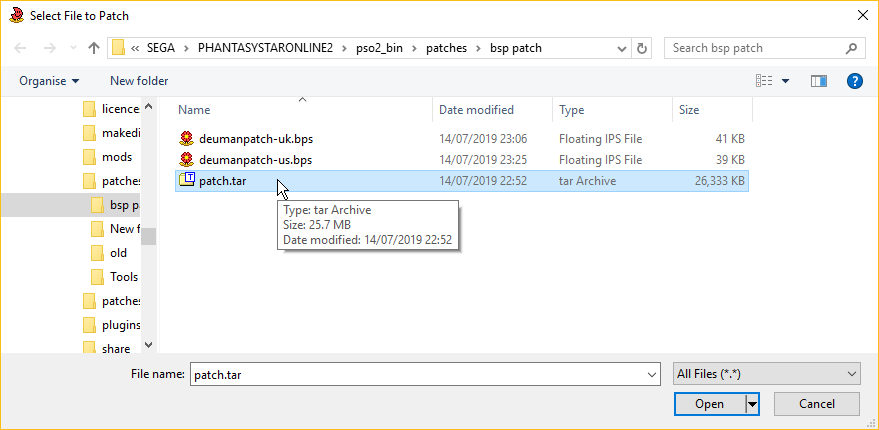 Select File to Patch
« SEGA > PHANTASYSTARONLINE2 > pso2_bin > patches > bsp patch
Search bsp patch
Organise New folder
Name Date modified Type Size
licence
makedi
mods
patches
bsp pa
New f
old
Tools
patches
plugins
share
deumanpatch-uk.bps 14/07/2019 23:06 Floating IPS File 41 KB
deumanpatch-us.bps 14/07/2019 23:25 Floating IPS File 39 KB
patch.tar 14/07/2019 22:52 tar Archive 26,333 KB
Type: tar Archive
Size: 25.7 MB
Date modified: 14/07/2019 22:52
File name: patch.tar All Files (*.*)
Open Cancel